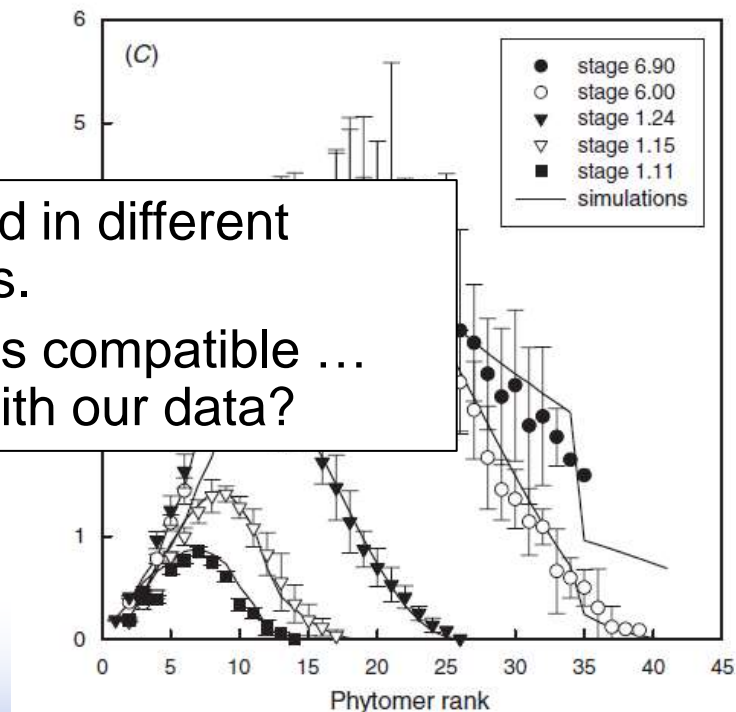 6
(C)
stage 6.90
stage 6.00
stage 1.24
stage 1.15
stage 1.11
simulations
5
d in different
s.
s compatible …
with our data?
1
0
0 5 10 15 20 25 30 35 40 45
Phytomer rank